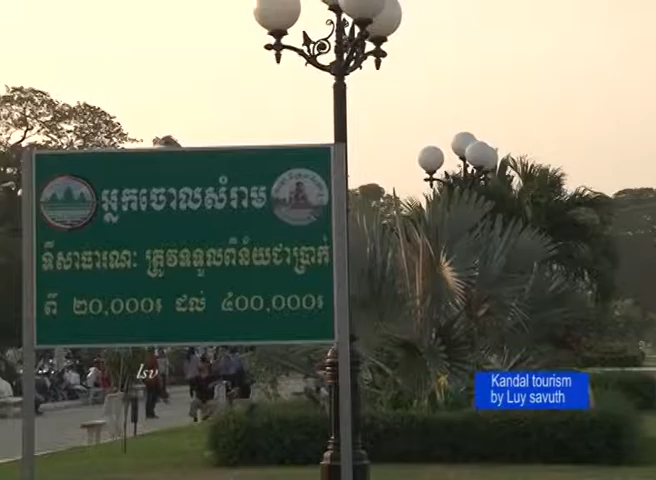 អ្នកចោលសំរាម
ទីសាធារណៈ ត្រូវទទួលពិន័យជាប្រាក់
ពី ២០,០០០៛ ដល់ ៤០០,០០០៛
lsv
Kandal tourism
by Luy savuth